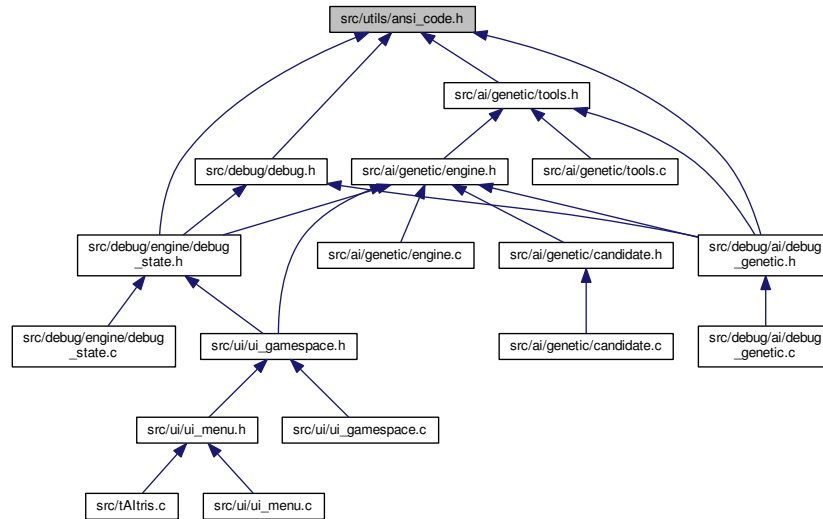 src/utils/ansi_code.h
src/ai/genetic/tools.h
src/debug/debug.h
src/ai/genetic/engine.h
src/ai/genetic/tools.c
src/debug/engine/debug
_state.h
src/ai/genetic/engine.c
src/ai/genetic/candidate.h
src/debug/ai/debug
_genetic.h
src/debug/engine/debug
_state.c
src/ui/ui_gamespace.h
src/ai/genetic/candidate.c
src/debug/ai/debug
_genetic.c
src/ui/ui_menu.h
src/ui/ui_gamespace.c
src/tAItris.c
src/ui/ui_menu.c